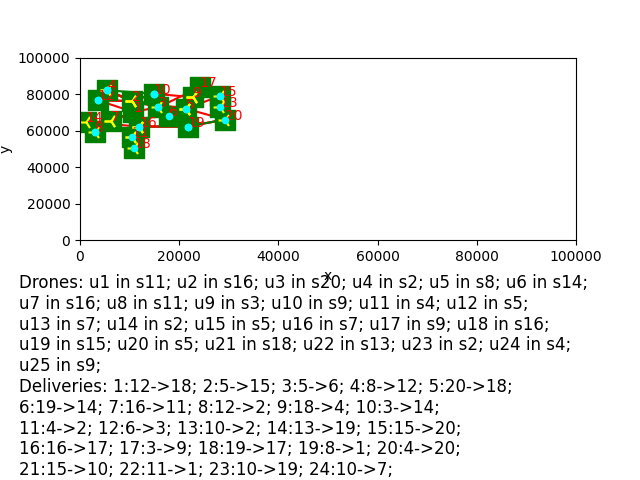 100000
80000
60000
40000
20000
0
0 20000 40000 60000 80000 100000
y
x
Drones: u1 in s11; u2 in s16; u3 in s20; u4 in s2; u5 in s8; u6 in s14;
u7 in s16; u8 in s11; u9 in s3; u10 in s9; u11 in s4; u12 in s5;
u13 in s7; u14 in s2; u15 in s5; u16 in s7; u17 in s9; u18 in s16;
u19 in s15; u20 in s5; u21 in s18; u22 in s13; u23 in s2; u24 in s4;
u25 in s9;
Deliveries: 1:12->18; 2:5->15; 3:5->6; 4:8->12; 5:20->18;
6:19->14; 7:16->11; 8:12->2; 9:18->4; 10:3->14;
11:4->2; 12:6->3; 13:10->2; 14:13->19; 15:15->20;
16:16->17; 17:3->9; 18:19->17; 19:8->1; 20:4->20;
21:15->10; 22:11->1; 23:10->19; 24:10->7;